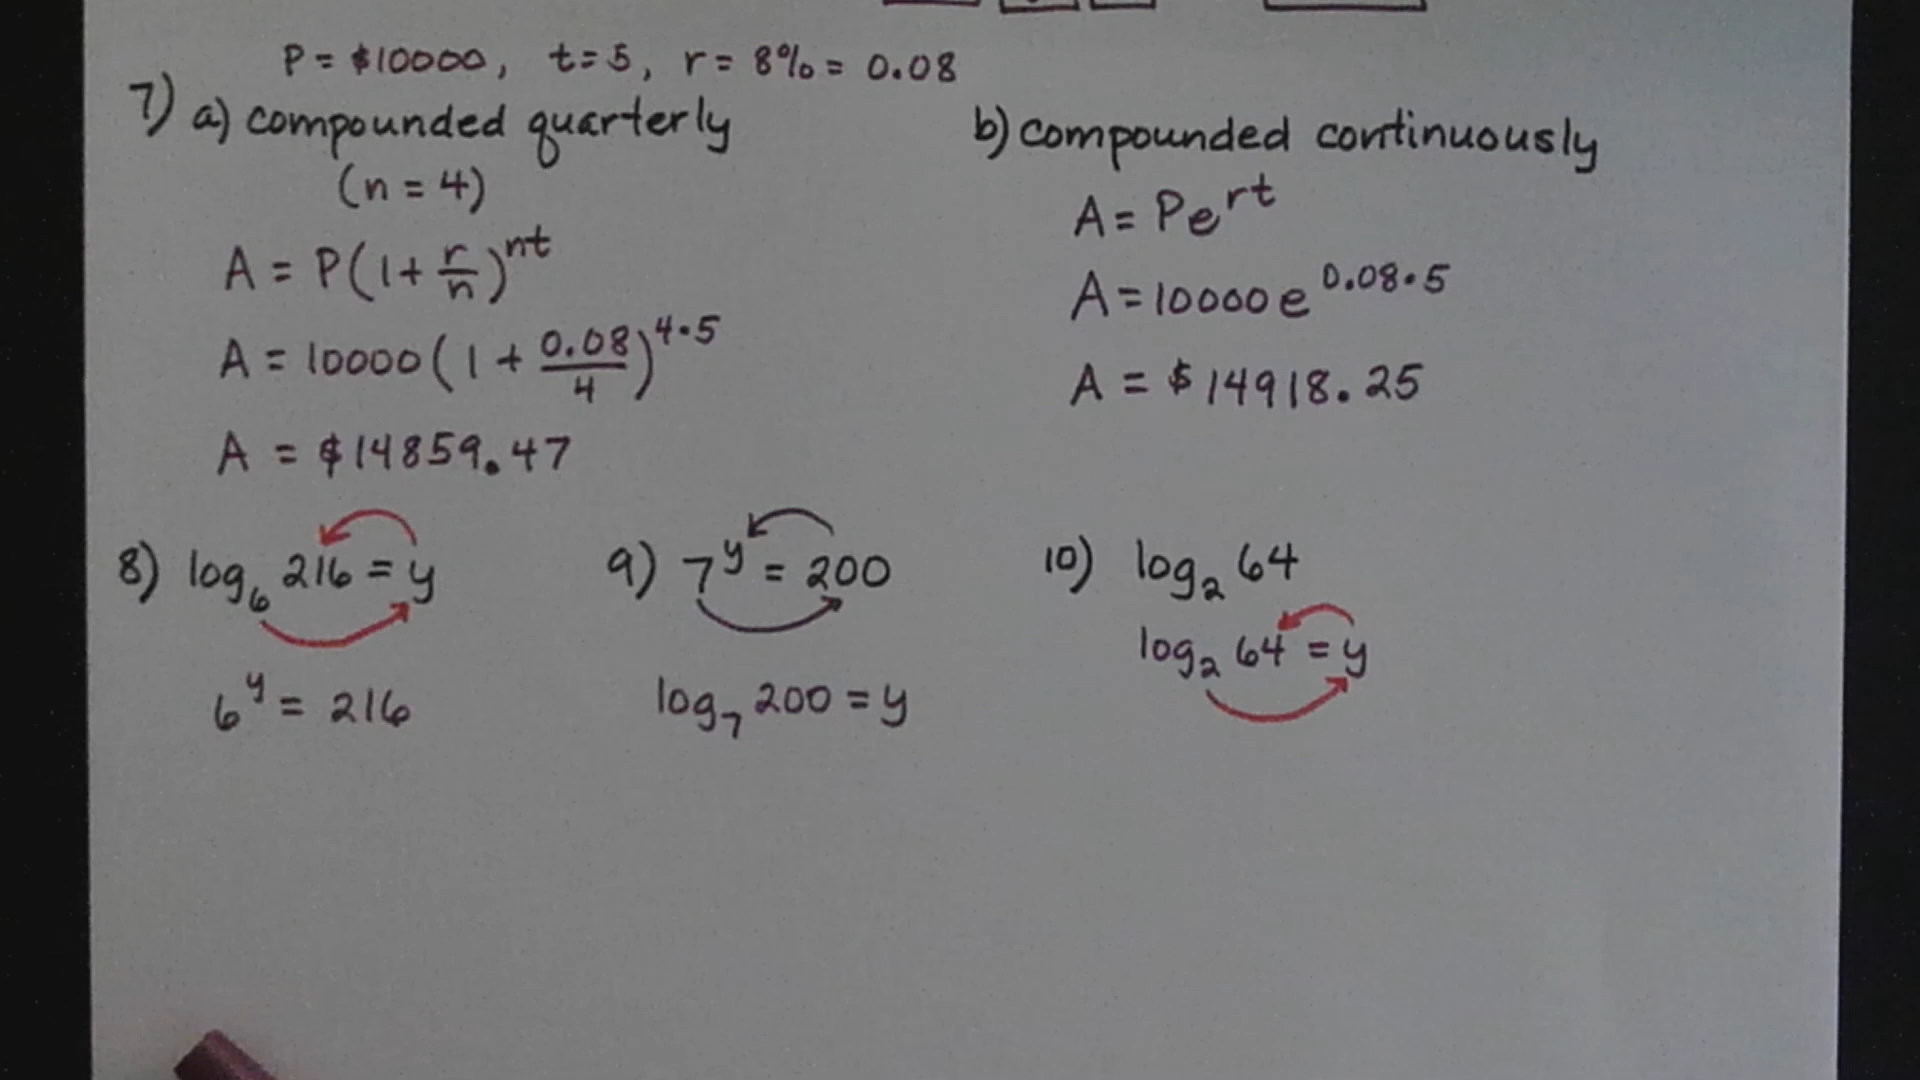 P = $10000, t=5, r= 8% = 0.08
7) a) compounded quarterly
(n = 4)
A = P(1+ r/n)^nt
A = 10000(1 + 0.08/4)^4·5
A = $14859.47
b) compounded continuously
A = Pe^rt
A = 10000e^0.08·5
A = $14918.25
8) log₆ 216 = y
6^y = 216
9) 7^y = 200
log₇ 200 = y
10) log₂ 64
log₂ 64 = y